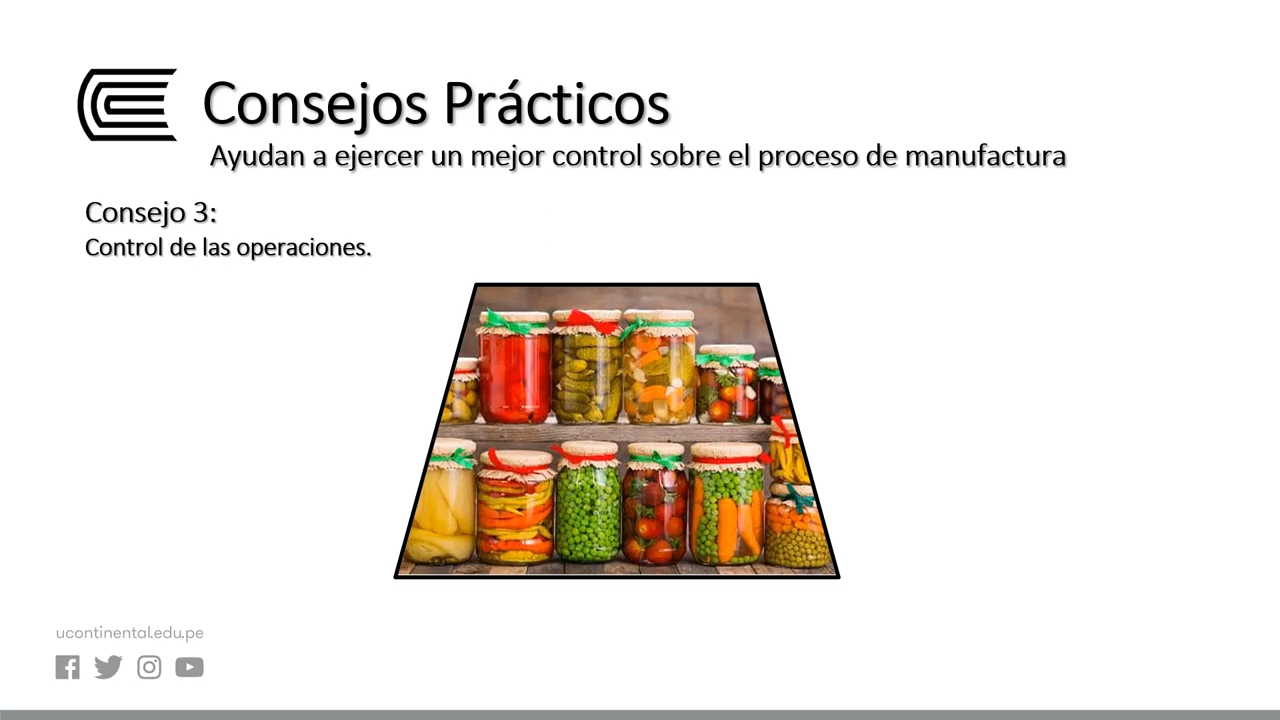 Consejos Prácticos
Ayudan a ejercer un mejor control sobre el proceso de manufactura
Consejo 3:
Control de las operaciones.
ucontinental.edu.pe